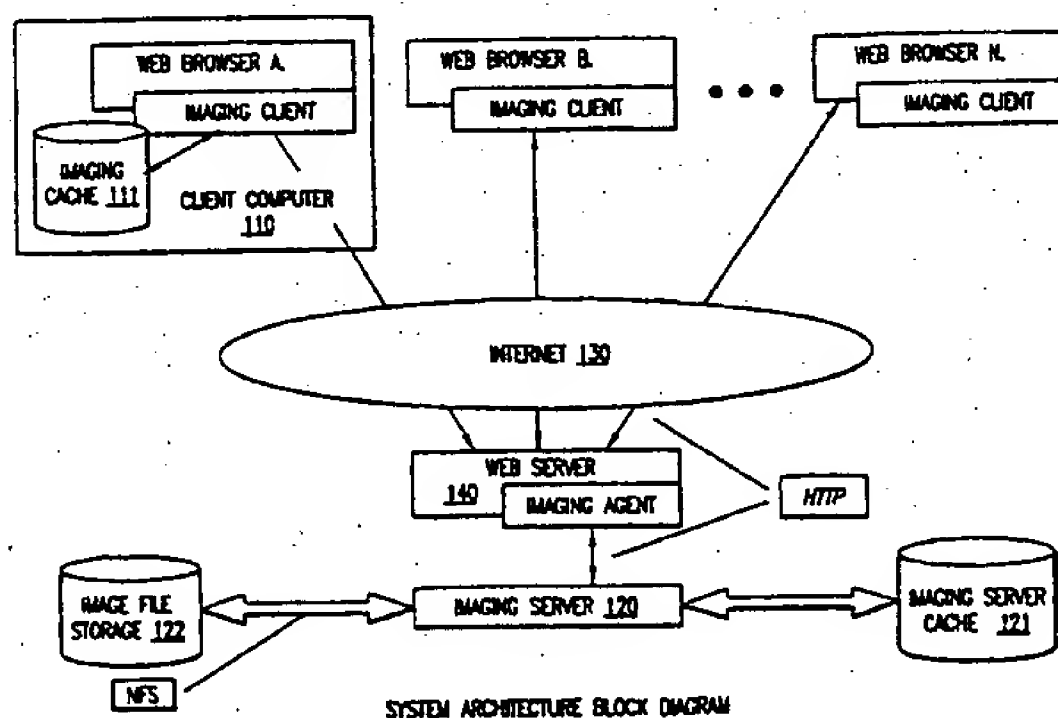 WEB BROWSER A.
IMAGING CLIENT
IMAGING
CACHE 111
CLIENT COMPUTER
110
WEB BROWSER B.
IMAGING CLIENT
WEB BROWSER N.
IMAGING CLIENT
INTERNET 130
WEB SERVER
140
IMAGING AGENT
HTTP
IMAGE FILE
STORAGE 122
IMAGING SERVER 120
IMAGING SERVER
CACHE 121
NFS
SYSTEM ARCHITECTURE BLOCK DIAGRAM